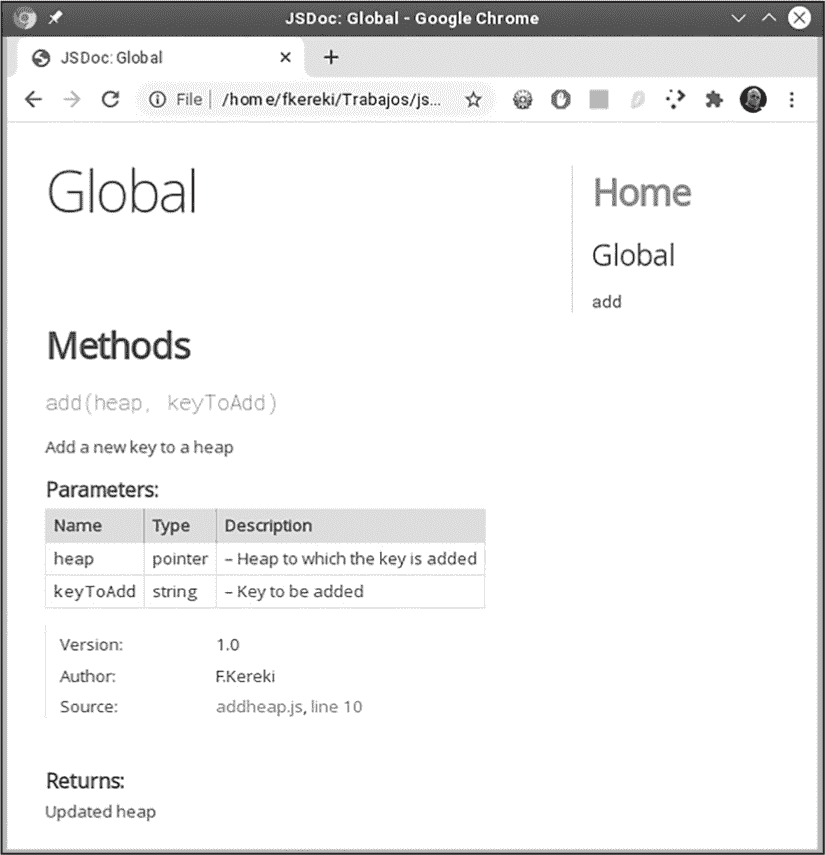 JSDoc: Global - Google Chrome
JSDoc: Global
File /home/fkereki/Trabajos/js...
Global
Home
Global
add
Methods
add(heap, keyToAdd)
Add a new key to a heap
Parameters:
Name Type Description
heap pointer – Heap to which the key is added
keyToAdd string – Key to be added
Version: 1.0
Author: F.Kereki
Source: addheap.js, line 10
Returns:
Updated heap